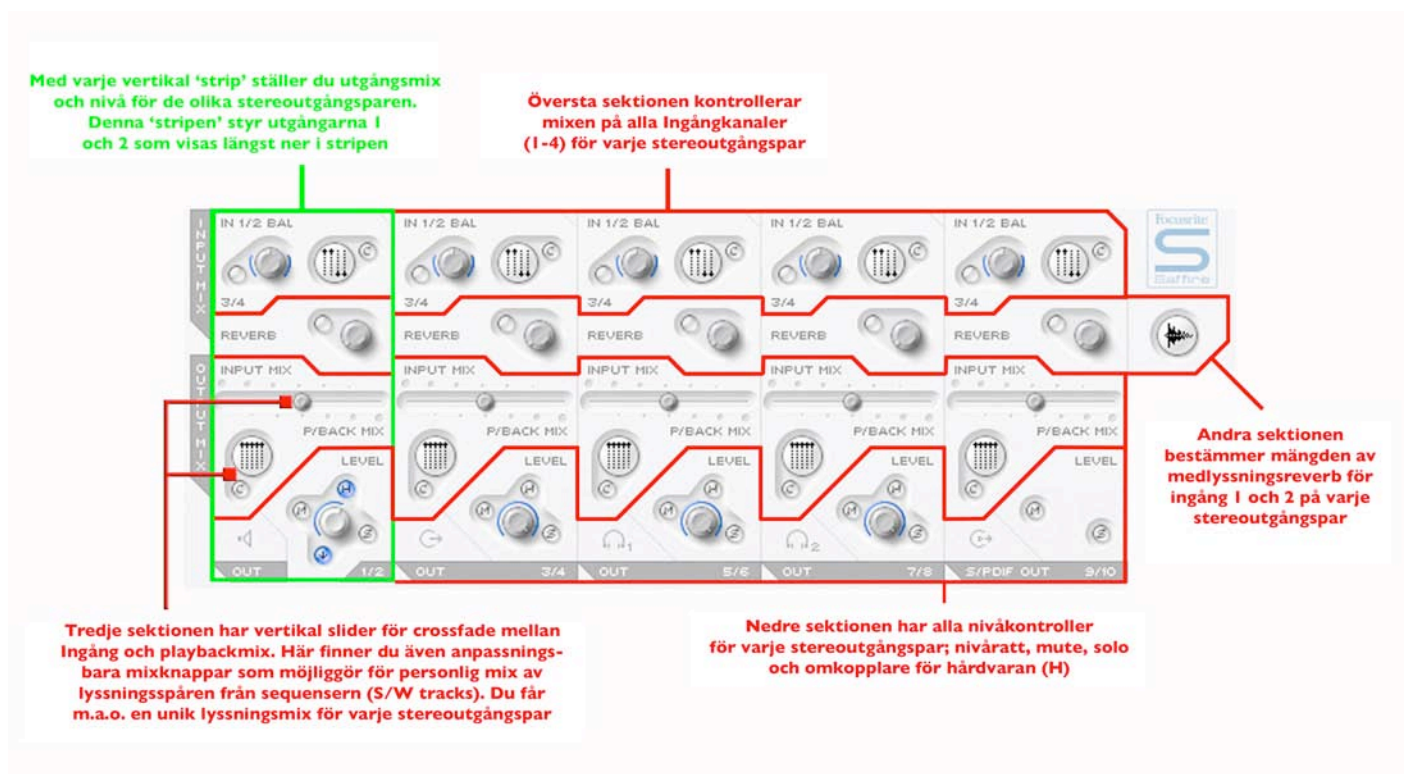 Med varje vertikal ‘strip’ ställer du utgångsmix
och nivå för de olika stereoutgångsparen.
Denna ‘stripen’ styr utgångarna 1
och 2 som visas längst ner i stripen
Översta sektionen kontrollerar
mixen på alla Ingångkanaler
(1-4) för varje stereoutgångspar
INPUT MIX
IN 1/2 BAL
IN 1/2 BAL
IN 1/2 BAL
IN 1/2 BAL
IN 1/2 BAL
Focusrite
S
Saffire
C
C
C
C
C
3/4
3/4
3/4
3/4
3/4
REVERB
REVERB
REVERB
REVERB
REVERB
OUTPUT MIX
INPUT MIX
INPUT MIX
INPUT MIX
INPUT MIX
INPUT MIX
P/BACK MIX
P/BACK MIX
P/BACK MIX
P/BACK MIX
P/BACK MIX
LEVEL
LEVEL
LEVEL
LEVEL
LEVEL
C
C
C
C
C
H
H
H
H
M
M
M
M
M
S
S
S
S
S
1
2
OUT 1/2
OUT 3/4
OUT 5/6
OUT 7/8
S/PDIF OUT 9/10
Andra sektionen
bestämmer mängden av
medlyssningsreverb för
ingång 1 och 2 på varje
stereoutgångspar
Tredje sektionen har vertikal slider för crossfade mellan
Ingång och playbackmix. Här finner du även anpassnings-
bara mixknappar som möjliggör för personlig mix av
lyssningsspåren från sequensern (S/W tracks). Du får
m.a.o. en unik lyssningsmix för varje stereoutgångspar
Nedre sektionen har alla nivåkontroller
för varje stereoutgångspar; nivåratt, mute, solo
och omkopplare för hårdvaran (H)